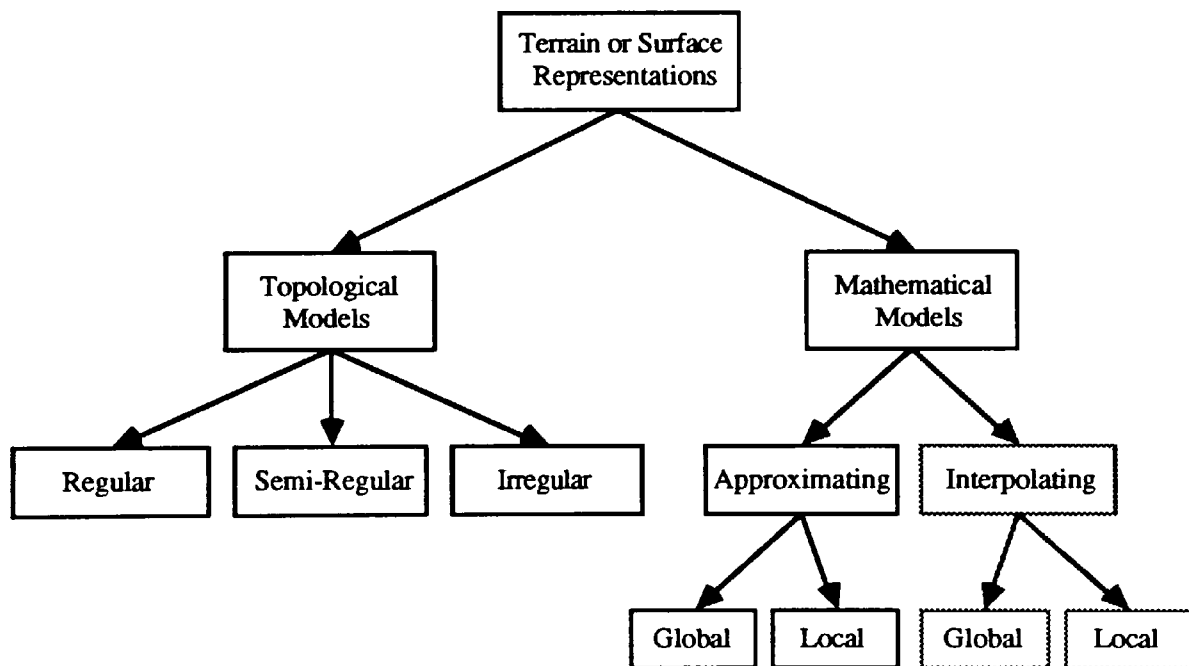 Terrain or Surface
Representations
Topological
Models
Mathematical
Models
Regular
Semi-Regular
Irregular
Approximating
Interpolating
Global
Local
Global
Local